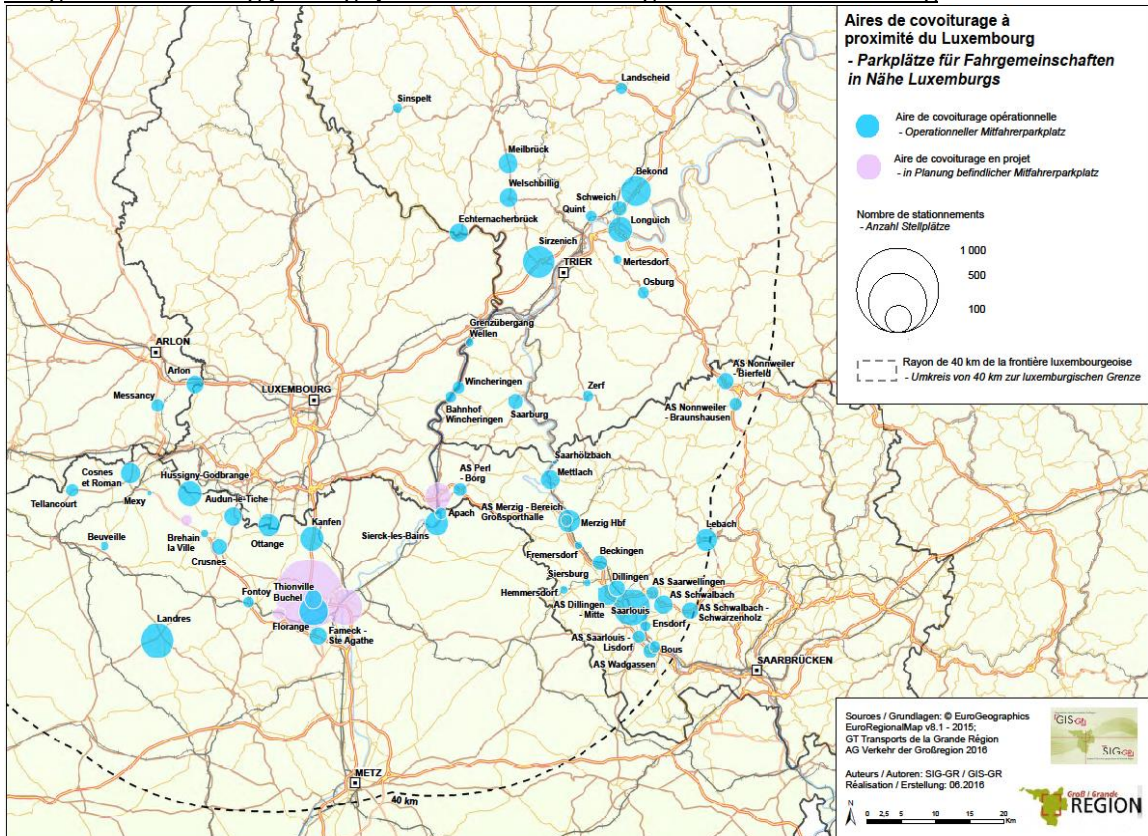 Aires de covoiturage à
proximité du Luxembourg
- Parkplätze für Fahrgemeinschaften
in Nähe Luxemburgs
Aire de covoiturage opérationnelle
- Operationneller Mitfahrerparkplatz
Aire de covoiturage en projet
- in Planung befindlicher Mitfahrerparkplatz
Nombre de stationnements
- Anzahl Stellplätze
1 000
500
100
Rayon de 40 km de la frontière luxembourgeoise
- Umkreis von 40 km zur luxemburgischen Grenze
Landscheid
Sinspelt
Meilbrück
Bekond
Welschbillig
Schweich
Quint
Echternacherbrück
Longuich
Sirzenich
Mertesdorf
TRIER
Osburg
Grenzübergang
Wellen
ARLON
Arlon
AS Nonnweiler
- Bierfeld
LUXEMBOURG
Wincheringen
Zerf
Messancy
Bahnhof
Wincheringen
Saarburg
AS Nonnweiler
- Braunshausen
Saarhölzbach
Cosnes
et Roman
Hussigny-Godbrange
AS Perl
- Borg
Mettlach
Tellancourt
Mexy
Audun-le-Tiche
AS Merzig - Bereich
Großsporthalle
Apach
Merzig Hbf
Kanfen
Lebach
Beuveille
Brehain
la Ville
Ottange
Sierck-les-Bains
Crusnes
Fremersdorf
Beckingen
Siersburg
Thionville
Buchel
Dillingen
AS Saarwellingen
Hemmersdorf
Fontoy
AS Schwalbach
AS Dillingen
- Mitte
Saarlouis
AS Schwalbach -
Schwarzenholz
Landres
Florange
Ensdorf
Fameck -
Ste Agathe
AS Saarlouis -
Lisdorf
Bous
AS Wadgassen
SAARBRÜCKEN
METZ
40 km
Sources / Grundlagen: © EuroGeographics
EuroRegionalMap v8.1 - 2015;
GT Transports de la Grande Région
AG Verkehr der Großregion 2016
GIS-GR
SIG-GR
Auteurs / Autoren: SIG-GR / GIS-GR
Réalisation / Erstellung: 06.2016
Groß / Grande
REGION
N
0 2,5 5 10 15 20
Km